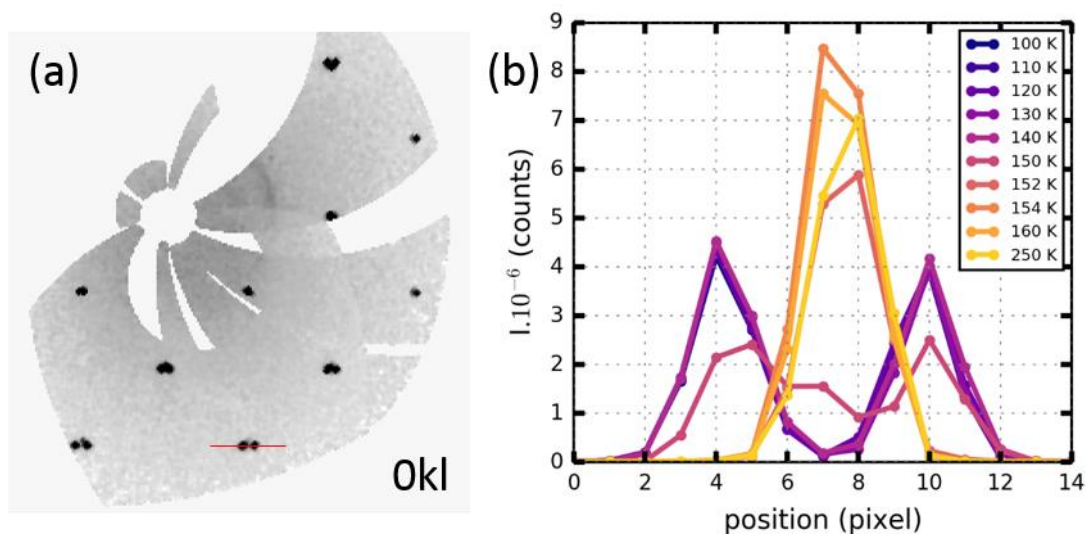 (a)
0kl
(b)
I.10⁻⁶ (counts)
9
8
7
6
5
4
3
2
1
0
0 2 4 6 8 10 12 14
position (pixel)
100 K
110 K
120 K
130 K
140 K
150 K
152 K
154 K
160 K
250 K